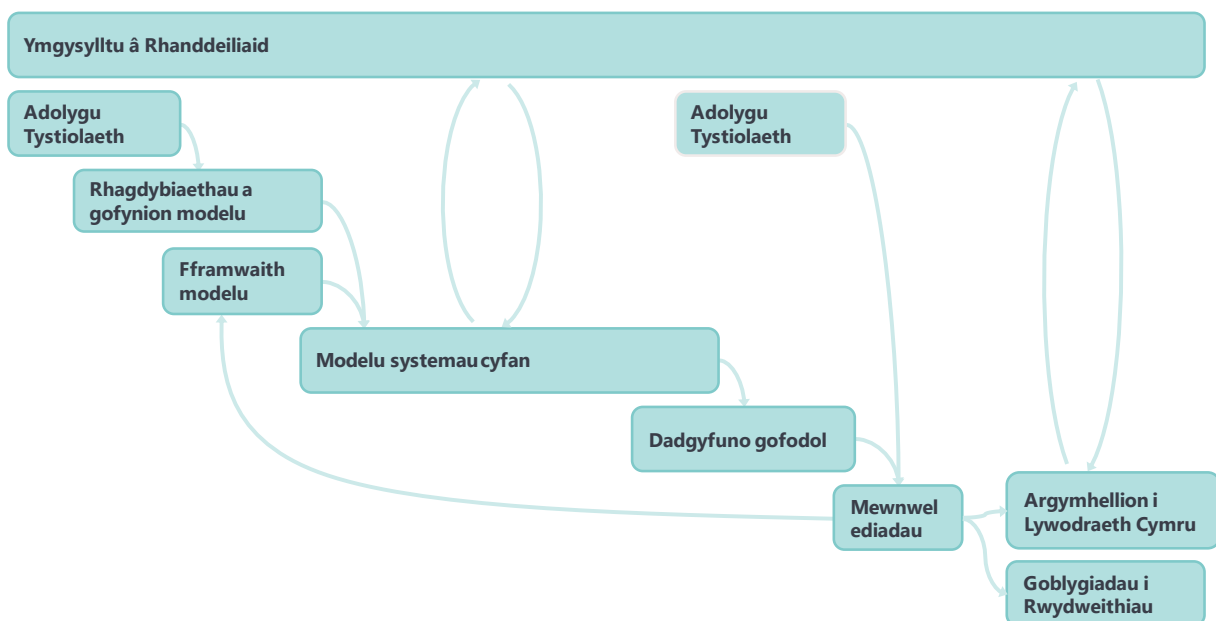 Ymgysylltu â Rhanddeiliaid
Adolygu
Tystiolaeth
Adolygu
Tystiolaeth
Rhagdybiaethau a
gofynion modelu
Fframwaith
modelu
Modelu systemau cyfan
Dadgyfuno gofodol
Mewnwel
ediadau
Argymhellion i
Lywodraeth Cymru
Goblygiadau i
Rwydweithiau